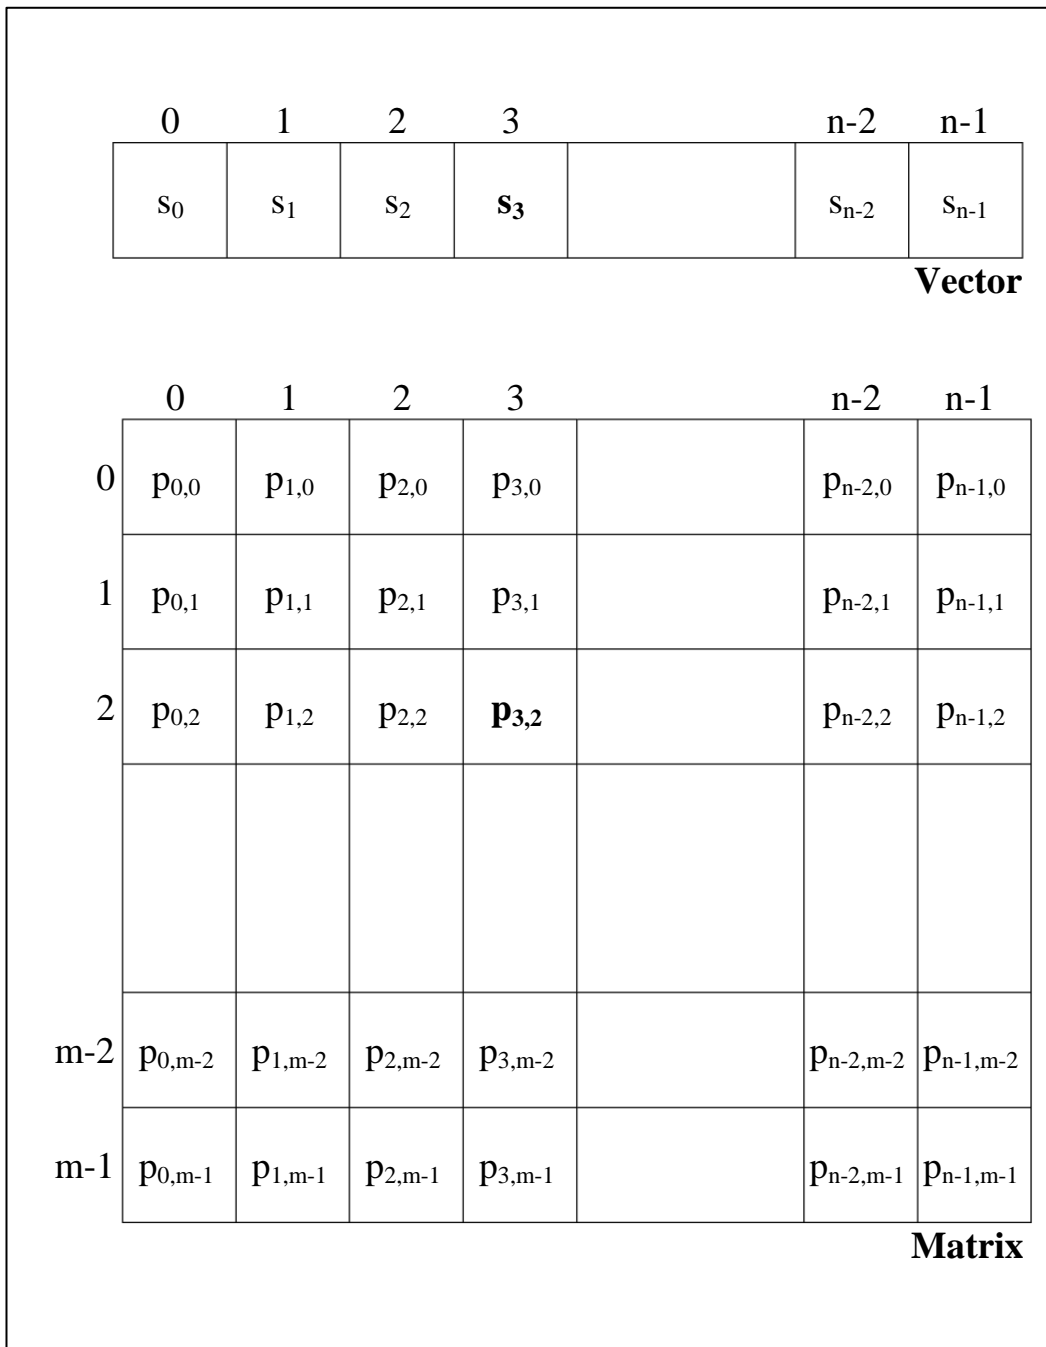 0 1 2 3 n-2 n-1
s0 s1 s2 s3 sn-2 sn-1
Vector
0 1 2 3 n-2 n-1
0 p0,0 p1,0 p2,0 p3,0 pn-2,0 pn-1,0
1 p0,1 p1,1 p2,1 p3,1 pn-2,1 pn-1,1
2 p0,2 p1,2 p2,2 p3,2 pn-2,2 pn-1,2
m-2 p0,m-2 p1,m-2 p2,m-2 p3,m-2 pn-2,m-2 pn-1,m-2
m-1 p0,m-1 p1,m-1 p2,m-1 p3,m-1 pn-2,m-1 pn-1,m-1
Matrix